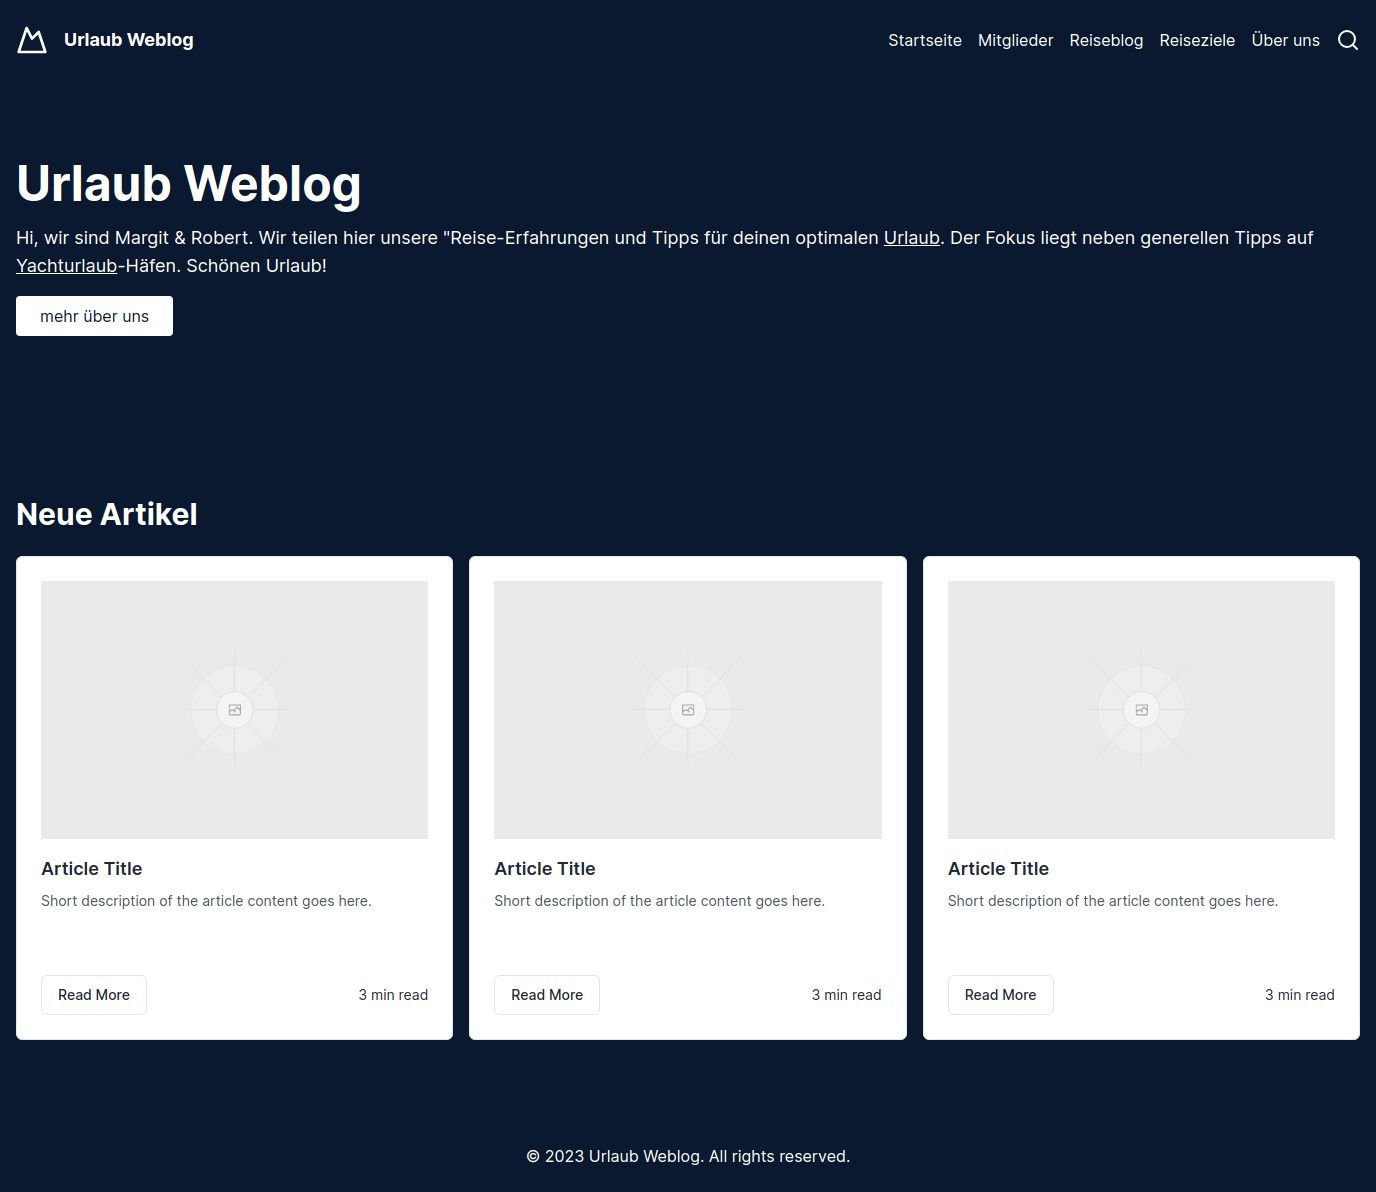 Urlaub Weblog
Startseite Mitglieder Reiseblog Reiseziele Über uns
Urlaub Weblog
Hi, wir sind Margit & Robert. Wir teilen hier unsere "Reise-Erfahrungen und Tipps für deinen optimalen Urlaub. Der Fokus liegt neben generellen Tipps auf
Yachturlaub-Häfen. Schönen Urlaub!
mehr über uns
Neue Artikel
Article Title
Short description of the article content goes here.
Read More
3 min read
Article Title
Short description of the article content goes here.
Read More
3 min read
Article Title
Short description of the article content goes here.
Read More
3 min read
© 2023 Urlaub Weblog. All rights reserved.